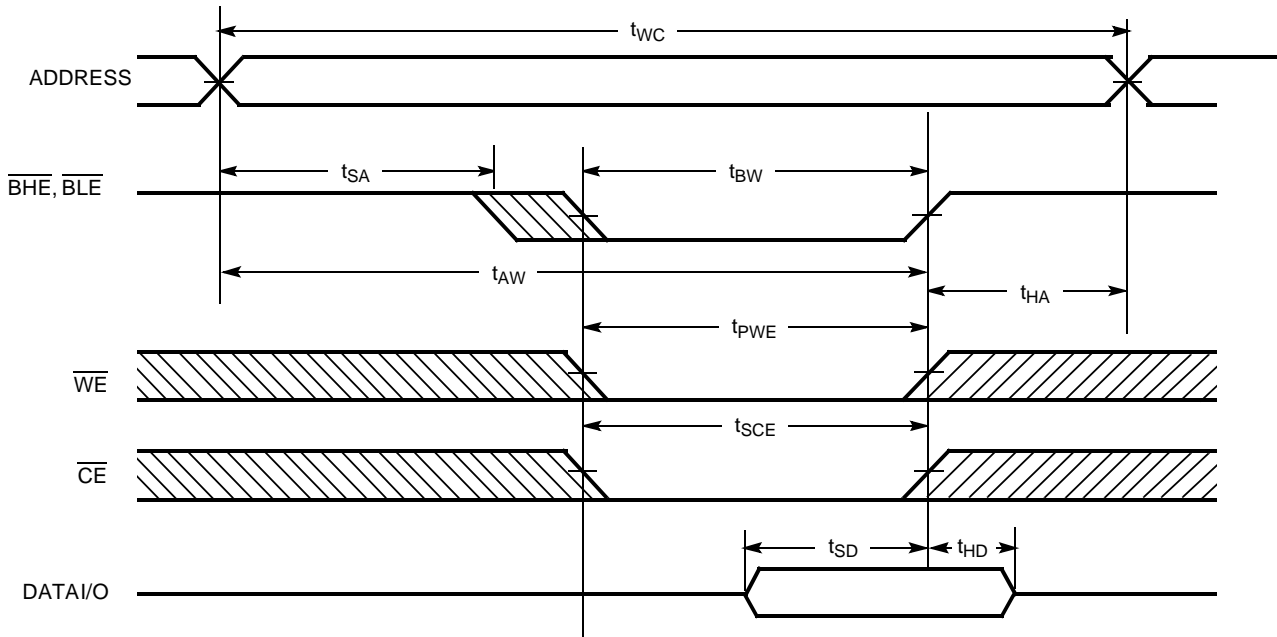 tWC
ADDRESS
tSA
tBW
BHE, BLE
tAW
tHA
tPWE
WE
tSCE
CE
tSD
tHD
DATAI/O